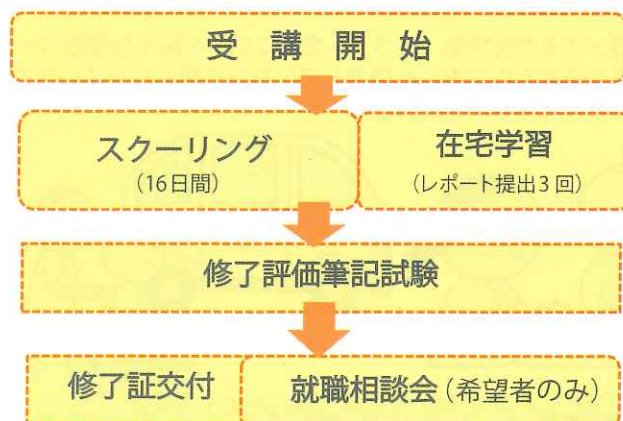 受講開始
スクーリング
(16日間)
在宅学習
(レポート提出3回)
修了評価筆記試験
修了証交付
就職相談会(希望者のみ)